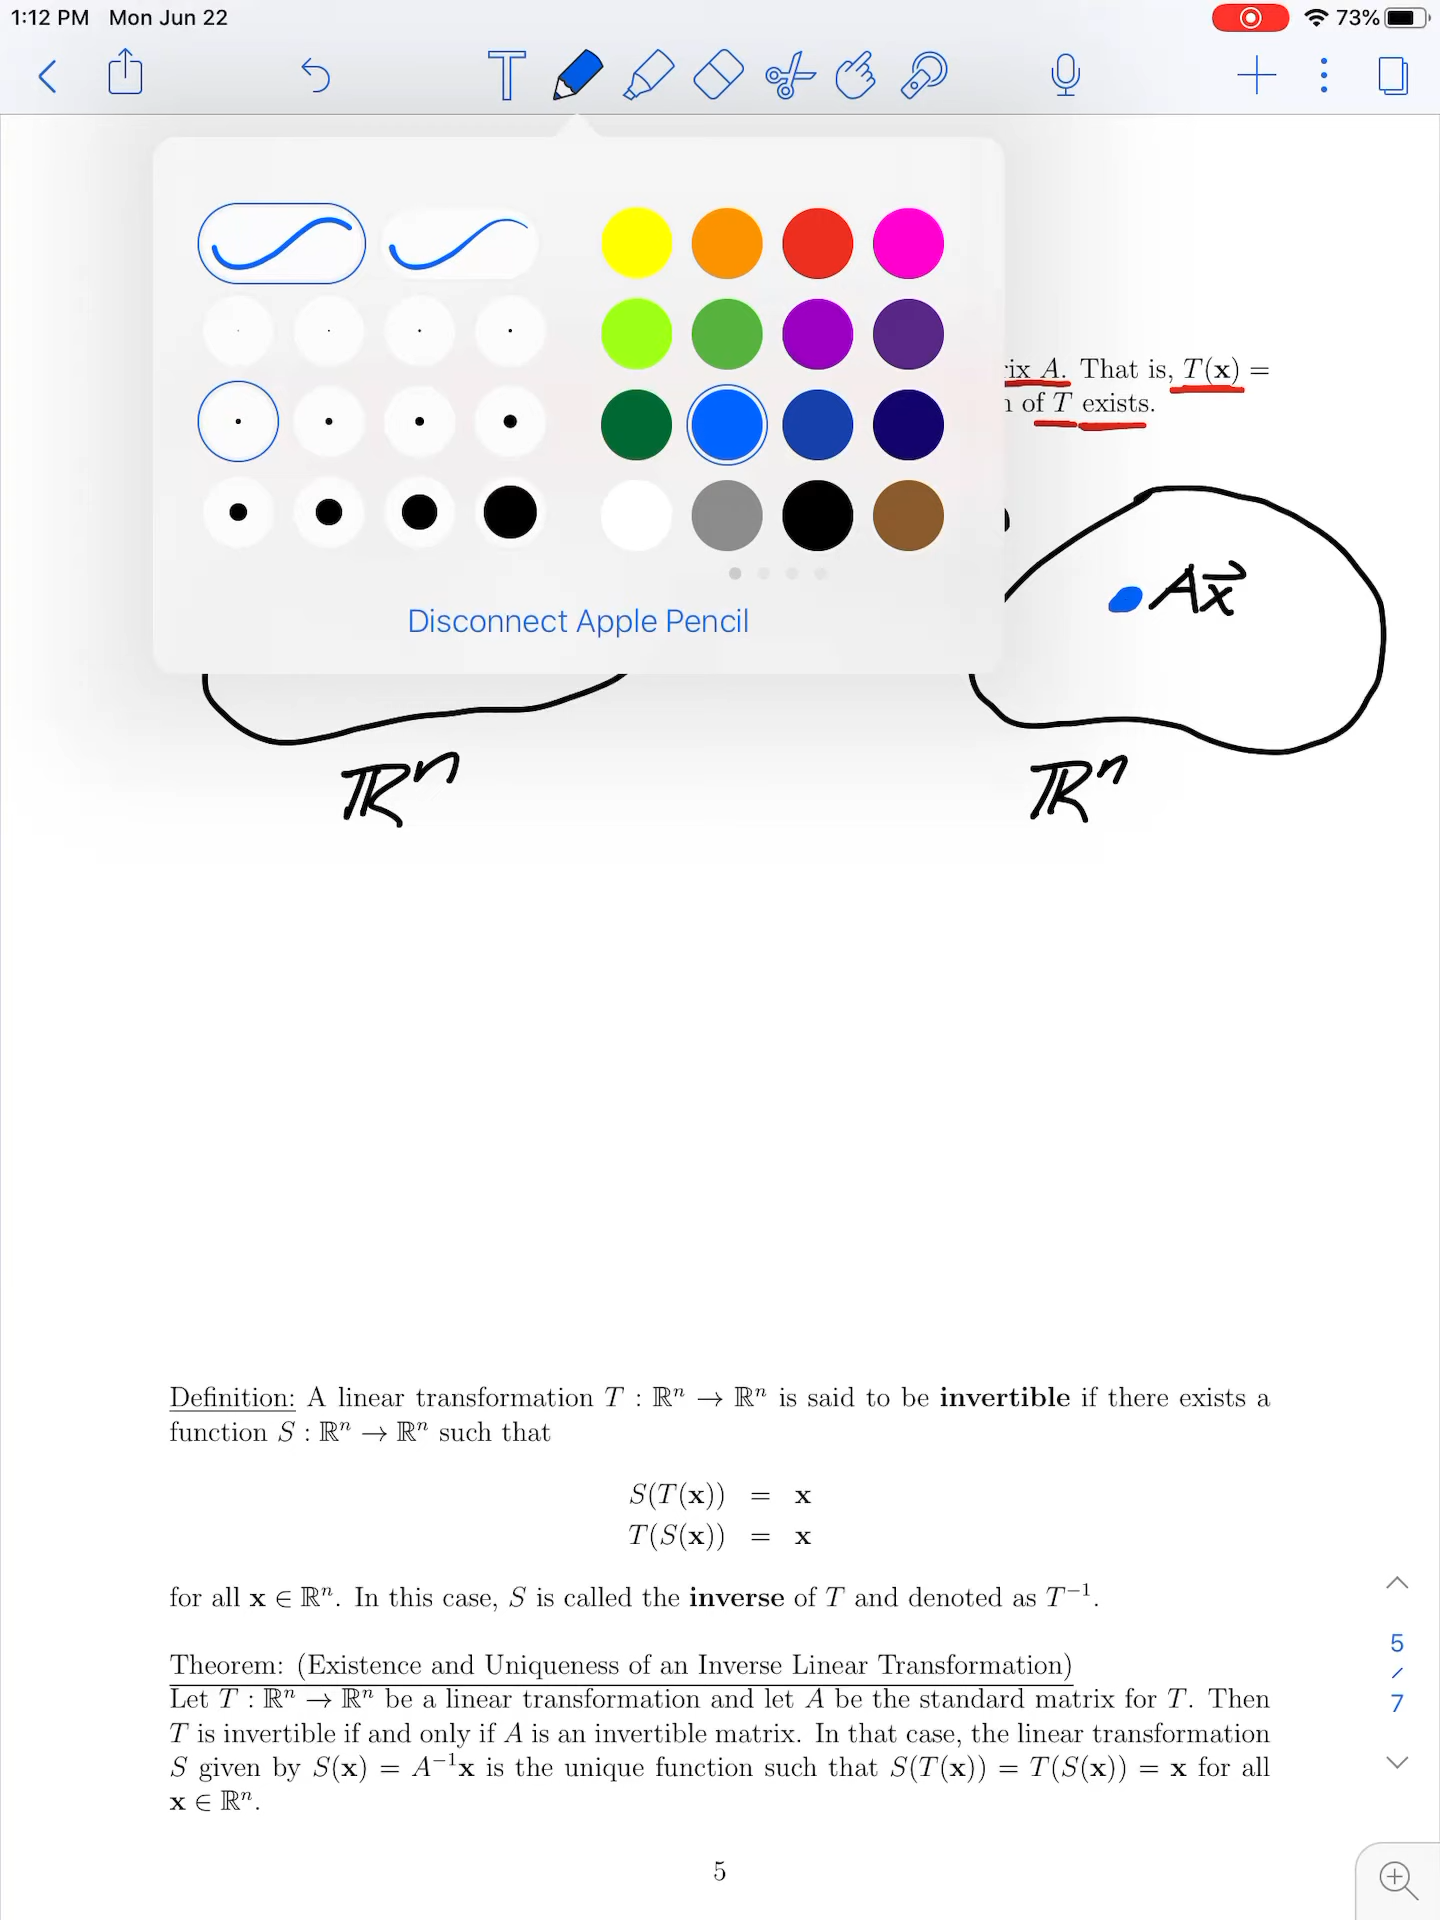 1:12 PM Mon Jun 22 73%
T
ix A. That is, T(x) =
of T exists.
Ax⃗
Disconnect Apple Pencil
ℝⁿ ℝⁿ
Definition: A linear transformation T : ℝⁿ → ℝⁿ is said to be invertible if there exists a
function S : ℝⁿ → ℝⁿ such that
S(T(x)) = x
T(S(x)) = x
for all x ∈ ℝⁿ. In this case, S is called the inverse of T and denoted as T⁻¹.
5
/
7
Theorem: (Existence and Uniqueness of an Inverse Linear Transformation)
Let T : ℝⁿ → ℝⁿ be a linear transformation and let A be the standard matrix for T. Then
T is invertible if and only if A is an invertible matrix. In that case, the linear transformation
S given by S(x) = A⁻¹x is the unique function such that S(T(x)) = T(S(x)) = x for all
x ∈ ℝⁿ.
5